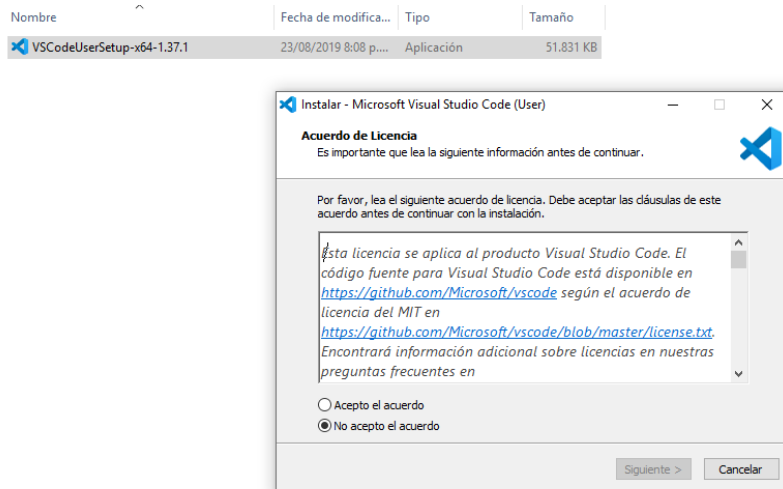 Nombre Fecha de modifica... Tipo Tamaño
VSCodeUserSetup-x64-1.37.1 23/08/2019 8:08 p.... Aplicación 51.831 KB
Instalar - Microsoft Visual Studio Code (User)
Acuerdo de Licencia
Es importante que lea la siguiente información antes de continuar.
Por favor, lea el siguiente acuerdo de licencia. Debe aceptar las cláusulas de este
acuerdo antes de continuar con la instalación.
Esta licencia se aplica al producto Visual Studio Code. El
código fuente para Visual Studio Code está disponible en
https://github.com/Microsoft/vscode según el acuerdo de
licencia del MIT en
https://github.com/Microsoft/vscode/blob/master/license.txt.
Encontrará información adicional sobre licencias en nuestras
preguntas frecuentes en
Acepto el acuerdo
No acepto el acuerdo
Siguiente > Cancelar